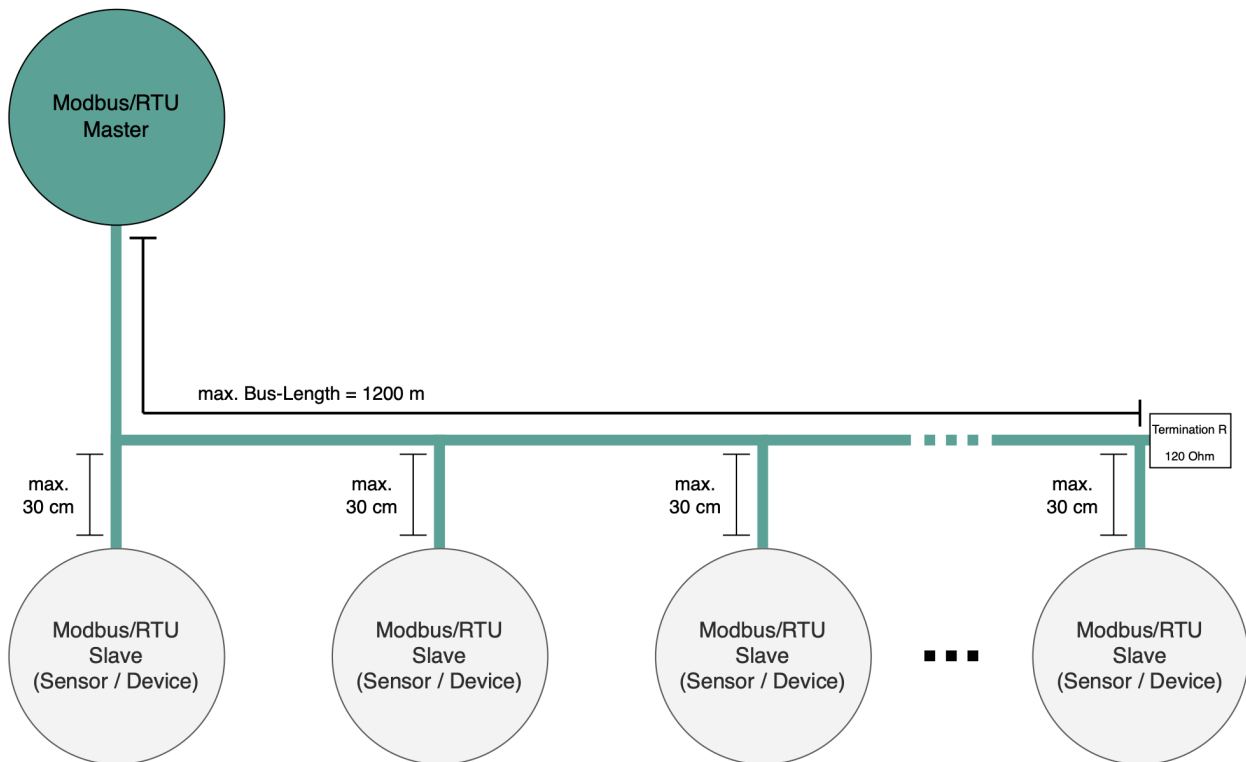 Modbus/RTU
Master
max. Bus-Length = 1200 m
Termination R
120 Ohm
max.
30 cm
max.
30 cm
max.
30 cm
max.
30 cm
Modbus/RTU
Slave
(Sensor / Device)
Modbus/RTU
Slave
(Sensor / Device)
Modbus/RTU
Slave
(Sensor / Device)
Modbus/RTU
Slave
(Sensor / Device)